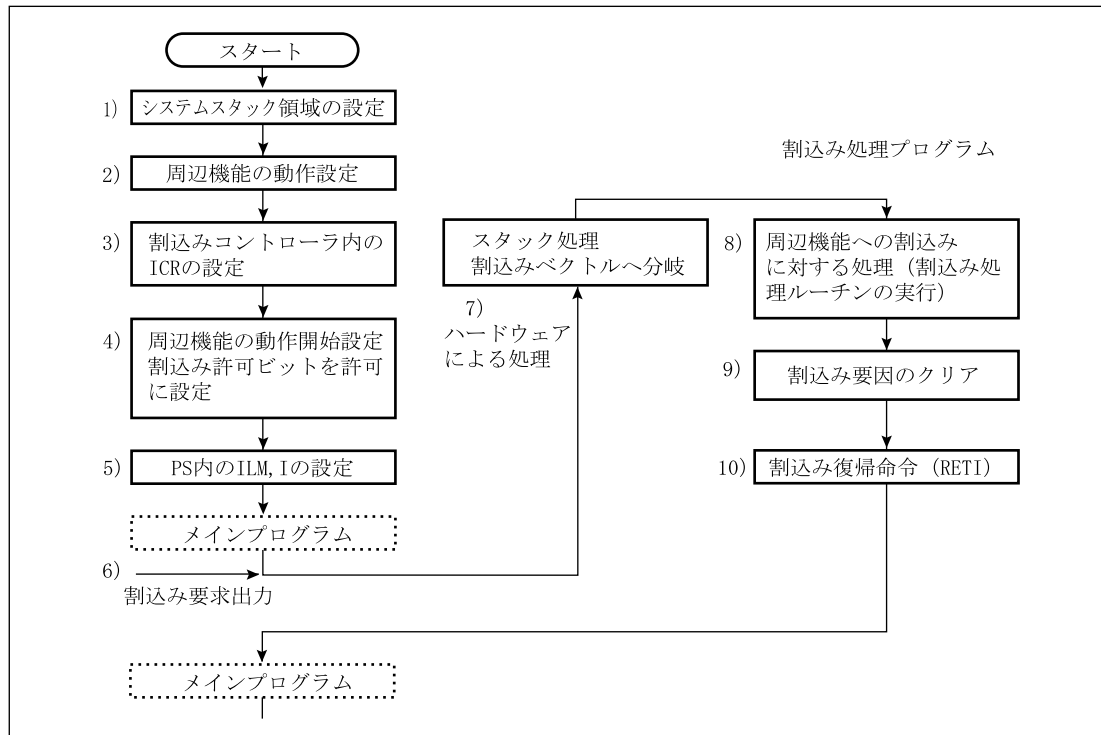 スタート
1)
システムスタック領域の設定
2)
周辺機能の動作設定
3)
割込みコントローラ内の
ICRの設定
4)
周辺機能の動作開始設定
割込み許可ビットを許可
に設定
5)
PS内のILM,Iの設定
メインプログラム
6)
割込み要求出力
スタック処理
割込みベクトルへ分岐
7)
ハードウェア
による処理
割込み処理プログラム
8)
周辺機能への割込み
に対する処理（割込み処
理ルーチンの実行）
9)
割込み要因のクリア
10)
割込み復帰命令（RETI）
メインプログラム